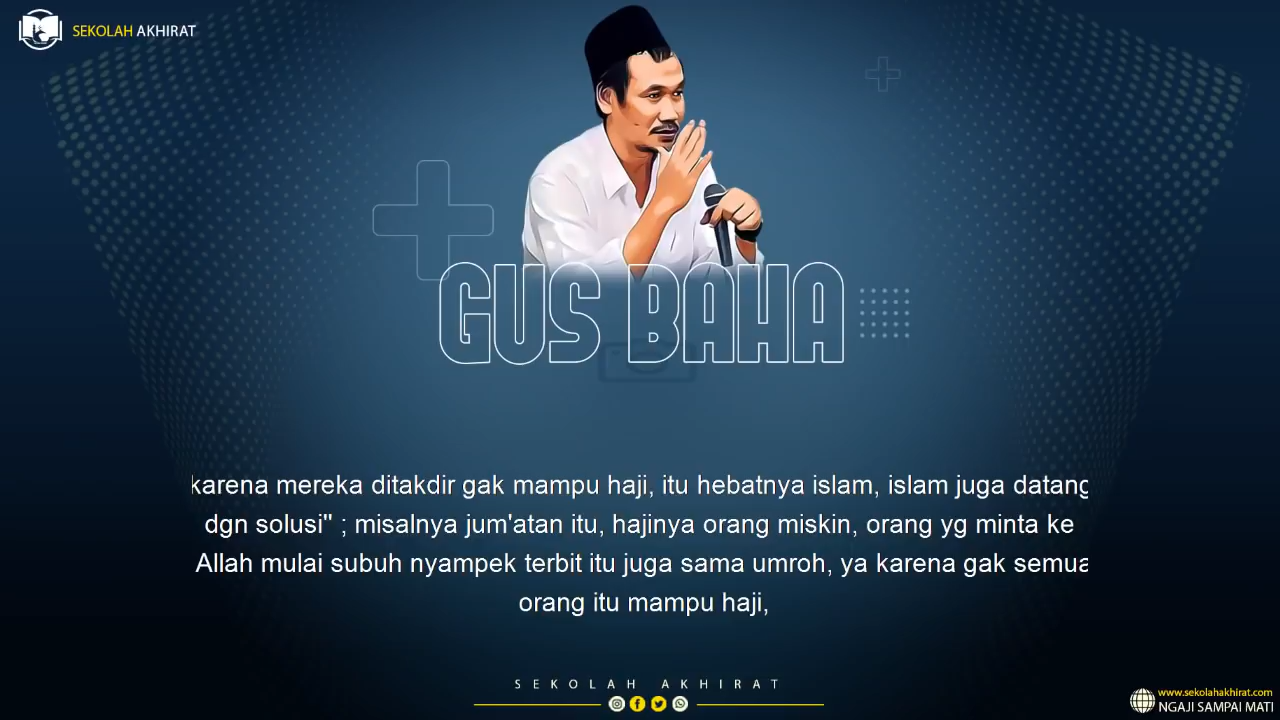 SEKOLAH AKHIRAT
GUS BAHA
karena mereka ditakdir gak mampu haji, itu hebatnya islam, islam juga datang
dgn solusi" ; misalnya jum'atan itu, hajinya orang miskin, orang yg minta ke
Allah mulai subuh nyampek terbit itu juga sama umroh, ya karena gak semua
orang itu mampu haji,
SEKOLAH AKHIRAT
www.sekolahakhirat.com
NGAJI SAMPAI MATI